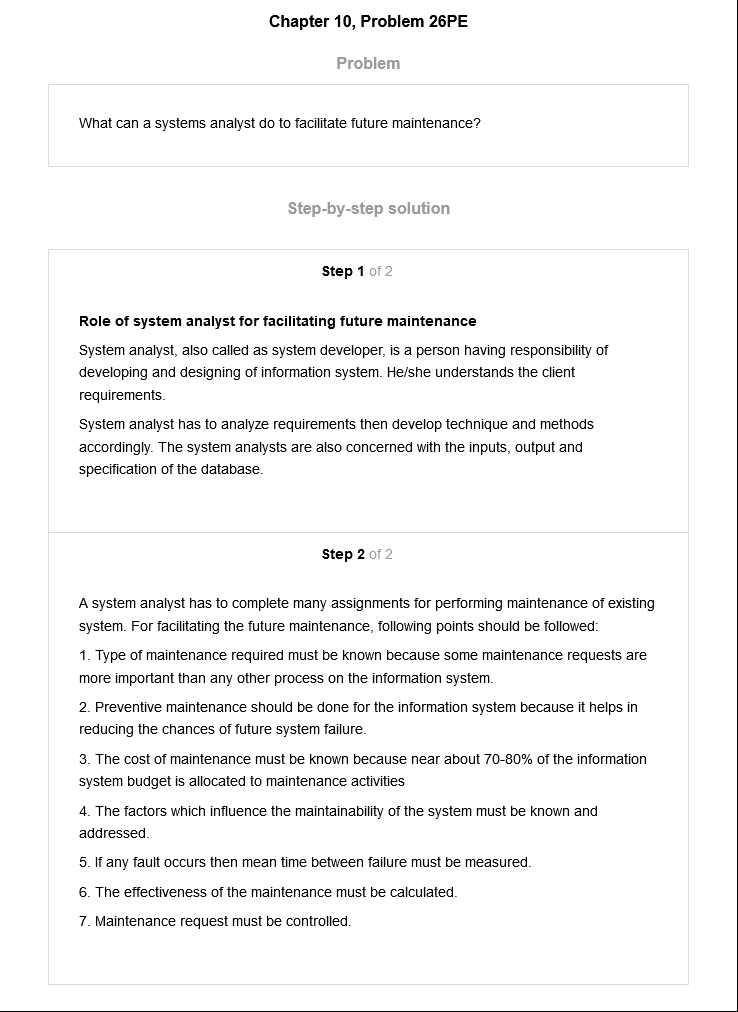 Chapter 10, Problem 26PE
Problem
What can a systems analyst do to facilitate future maintenance?
Step-by-step solution
Step 1 of 2
Role of system analyst for facilitating future maintenance
System analyst, also called as system developer, is a person having responsibility of
developing and designing of information system. He/she understands the client
requirements.
System analyst has to analyze requirements then develop technique and methods
accordingly. The system analysts are also concerned with the inputs, output and
specification of the database.
Step 2 of 2
A system analyst has to complete many assignments for performing maintenance of existing
system. For facilitating the future maintenance, following points should be followed:
1. Type of maintenance required must be known because some maintenance requests are
more important than any other process on the information system.
2. Preventive maintenance should be done for the information system because it helps in
reducing the chances of future system failure.
3. The cost of maintenance must be known because near about 70-80% of the information
system budget is allocated to maintenance activities
4. The factors which influence the maintainability of the system must be known and
addressed.
5. If any fault occurs then mean time between failure must be measured.
6. The effectiveness of the maintenance must be calculated.
7. Maintenance request must be controlled.